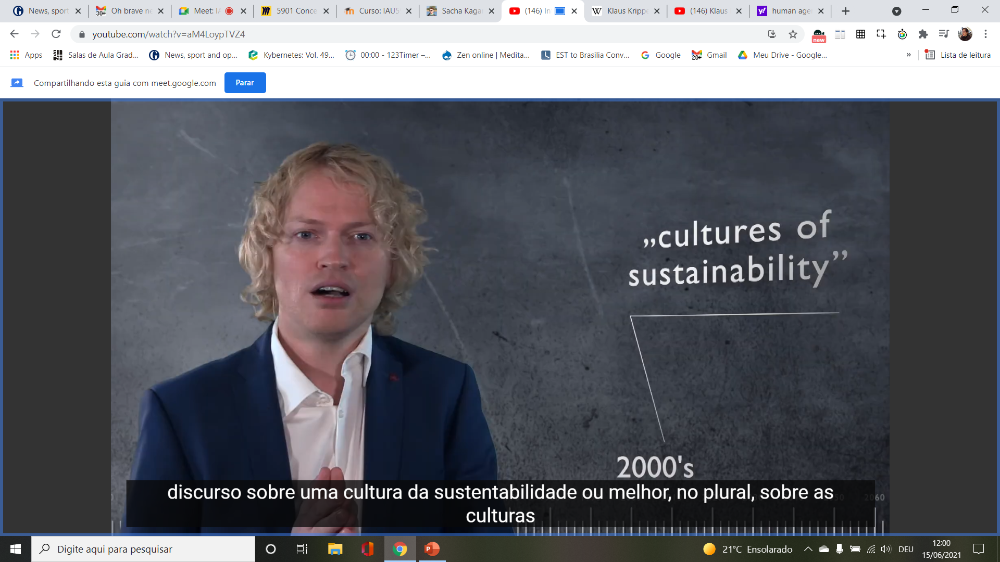 News, sport
Oh brave ne
Meet: IA
5901 Conce
Curso: IAU5
Sacha Kaga
(146) In
Klaus Krippe
(146) Klaus
human age
youtube.com/watch?v=aM4LoypTVZ4
new
Apps
Salas de Aula Grad...
News, sport and op...
Kybernetes: Vol. 49...
00:00 - 123Timer –...
Zen online | Medita...
EST to Brasilia Conv...
Google
Gmail
Meu Drive - Google...
»
Lista de leitura
Compartilhando esta guia com meet.google.com
Parar
„cultures of
sustainability”
2000's
discurso sobre uma cultura da sustentabilidade ou melhor, no plural, sobre as
culturas
2060
Digite aqui para pesquisar
21°C Ensolarado
DEU
12:00
15/06/2021